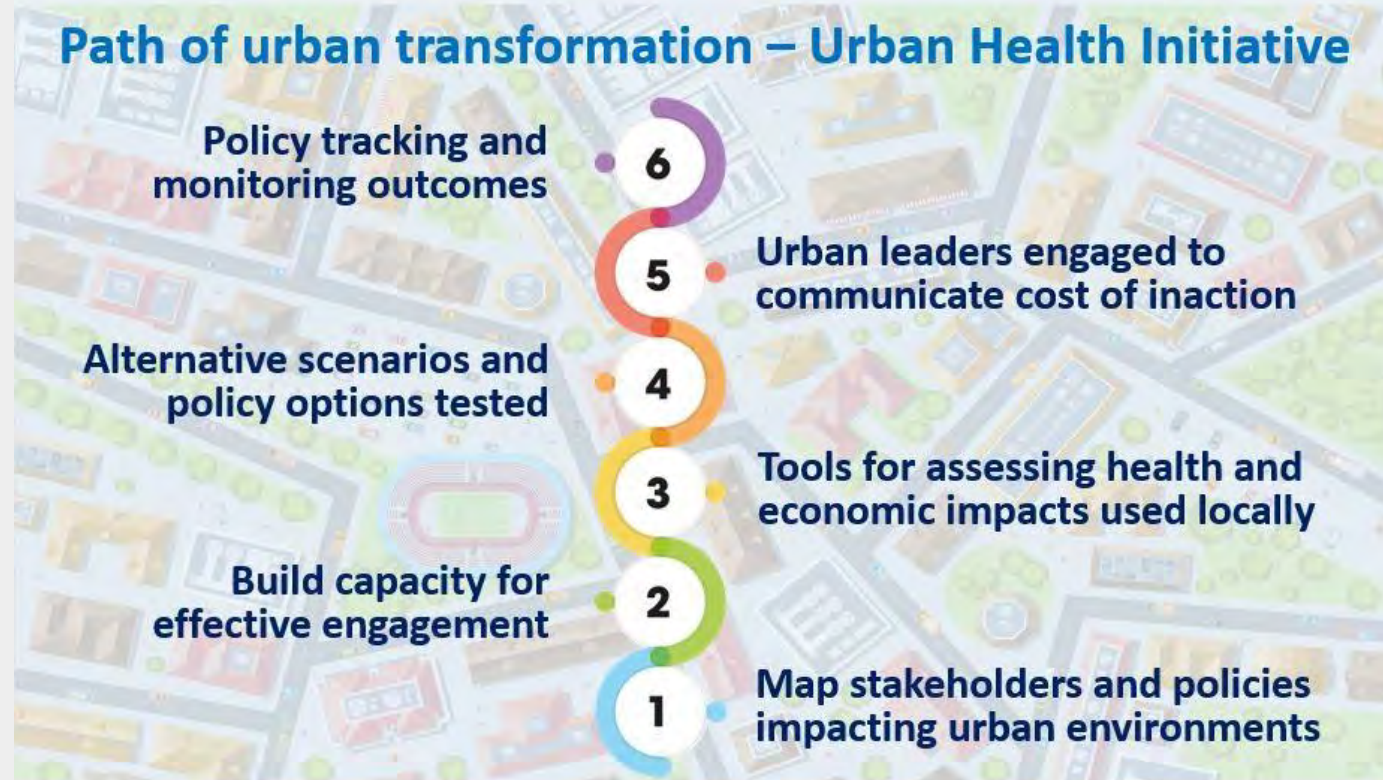 Path of urban transformation – Urban Health Initiative
Policy tracking and
monitoring outcomes
6
5
Urban leaders engaged to
communicate cost of inaction
Alternative scenarios and
policy options tested
4
3
Tools for assessing health and
economic impacts used locally
Build capacity for
effective engagement
2
1
Map stakeholders and policies
impacting urban environments